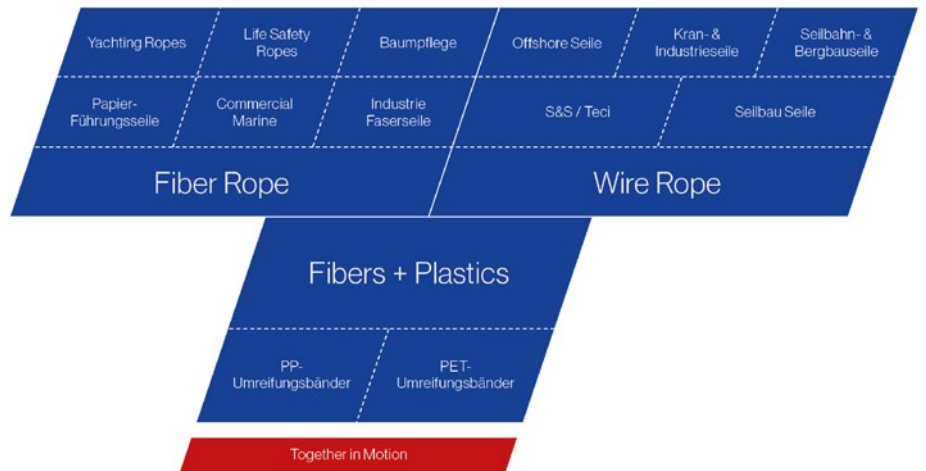 Yachting Ropes
Life Safety
Ropes
Baumpflege
Offshore Seile
Kran- &
Industrieseile
Seilbahn- &
Bergbauseile
Papier-
Führungsseile
Commercial
Marine
Industrie
Faserseile
S&S / Teci
Seilbau Seile
Fiber Rope
Wire Rope
Fibers + Plastics
PP-
Umreifungsbänder
PET-
Umreifungsbänder
Together in Motion